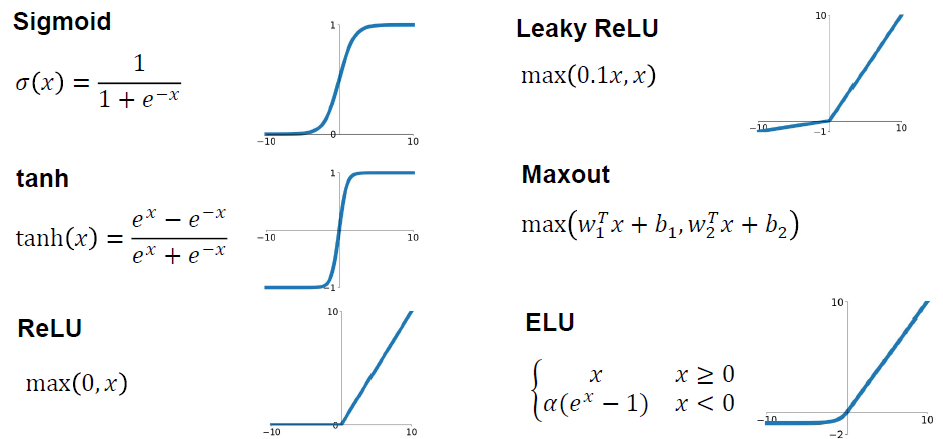 Sigmoid
σ(x) = 1 / (1 + e^{-x})
1
0
−10
10
tanh
tanh(x) = (e^x − e^{-x}) / (e^x + e^{-x})
1
−10
10
−1
ReLU
max(0, x)
10
0
−10
10
Leaky ReLU
max(0.1x, x)
10
−10
−1
10
Maxout
max(w_1^T x + b_1, w_2^T x + b_2)
ELU
{ x x ≥ 0
α(e^x − 1) x < 0
10
−10
10
−2